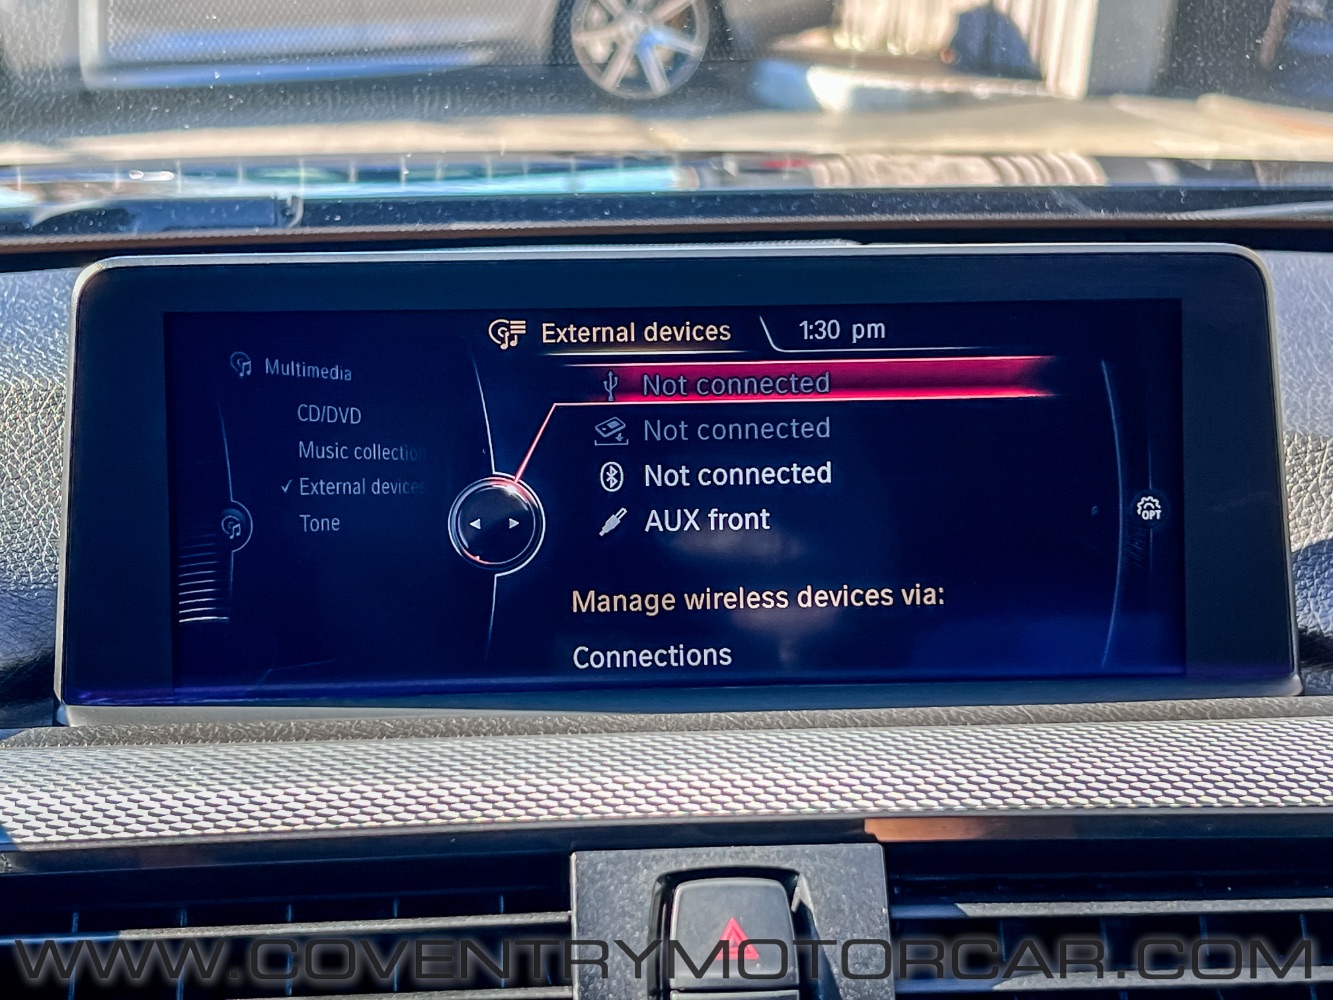 External devices
1:30 pm
Multimedia
CD/DVD
Music collectio
External devices
Tone
Not connected
Not connected
Not connected
AUX front
Manage wireless devices via:
Connections
OPT
WWW.COVENTRYMOTORCAR.COM